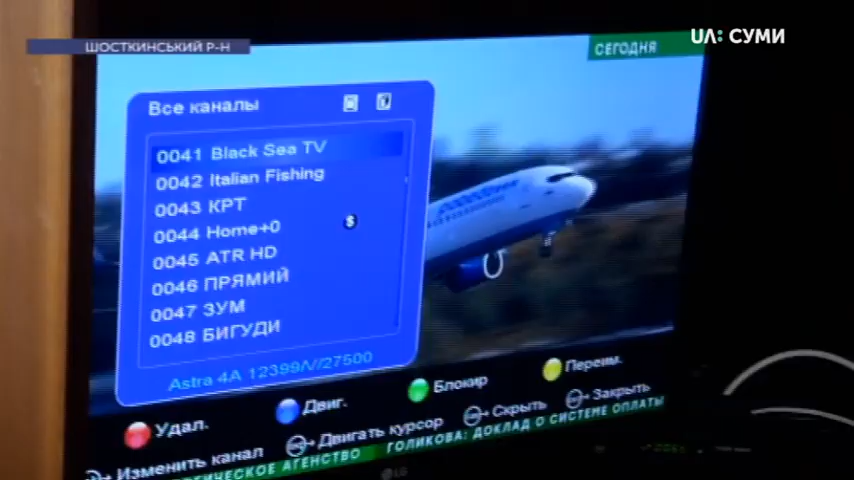 ШОСТКИНСЬКИЙ Р-Н
UA: СУМИ
СЕГОДНЯ
Все каналы
0041 Black Sea TV
0042 Italian Fishing
0043 КРТ
0044 Home+0
$
0045 ATR HD
0046 ПРЯМИЙ
0047 ЗУМ
0048 БИГУДИ
Astra 4A 12399/V/27500
Удал. Двиг. Блокир Переим.
Изменить канал Двигать курсор Скрыть Закрыть
АГЕНСТВО ГОЛИКОВА: ДОКЛАД О СИСТЕМЕ ОПЛАТЫ
LG